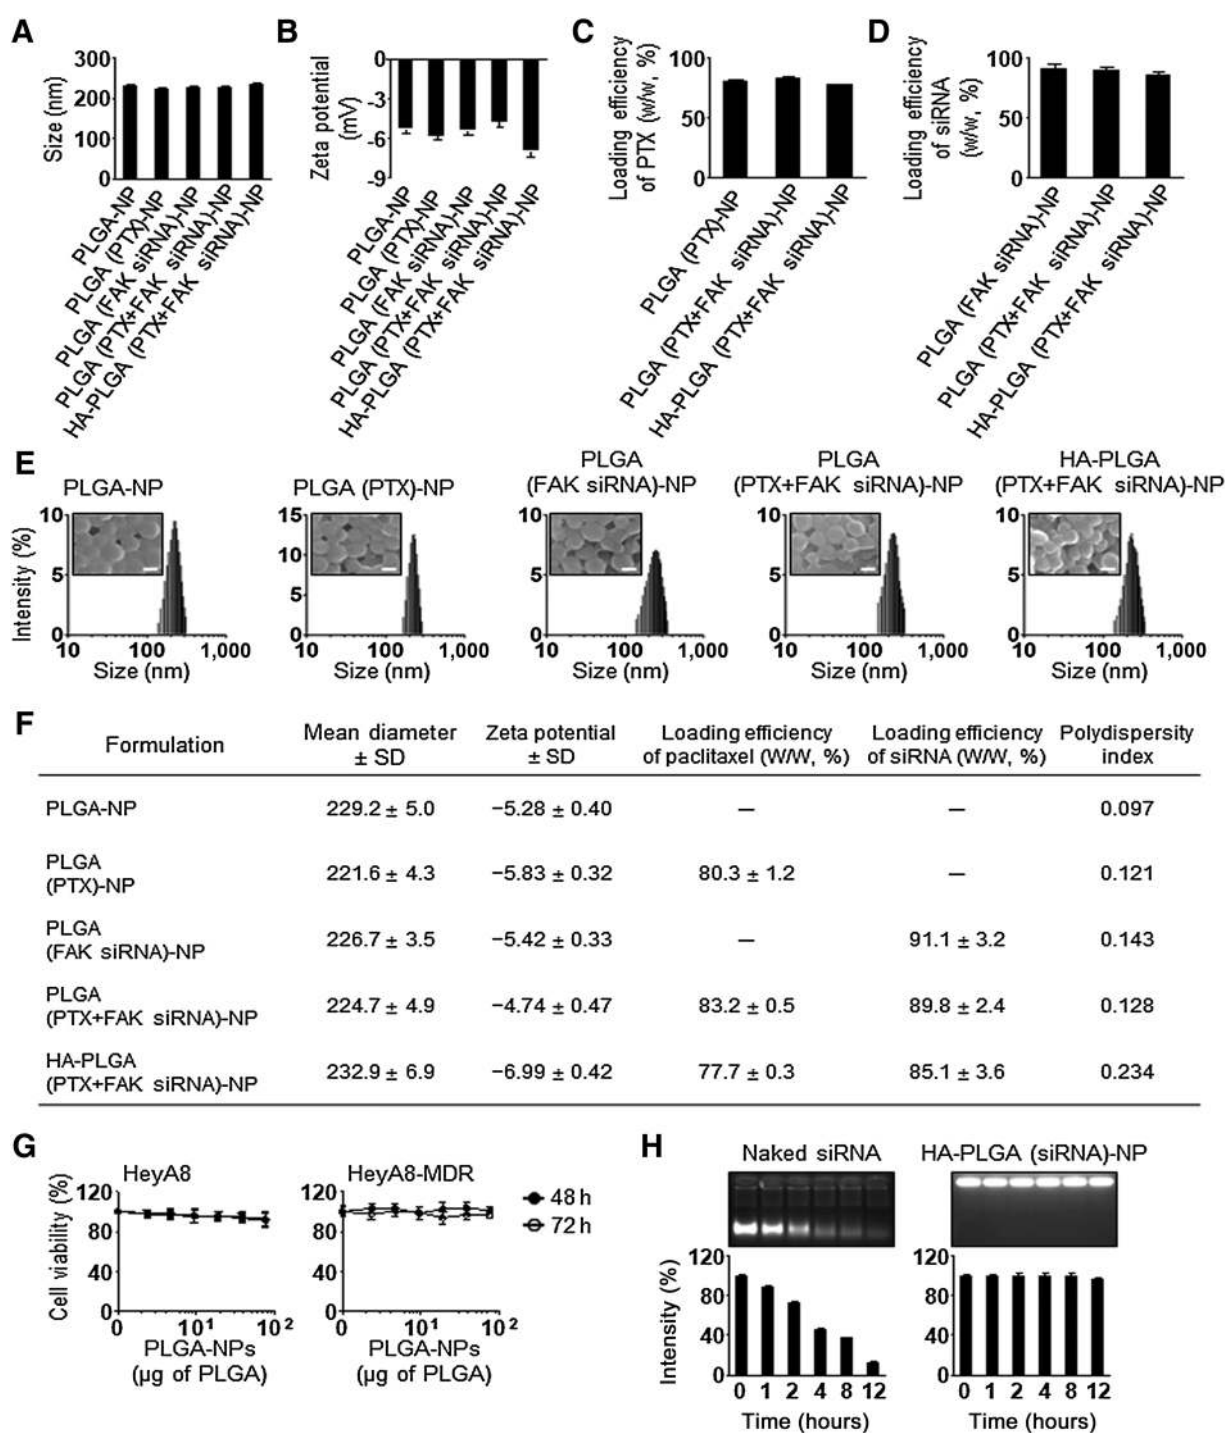 A
Size (nm)
300
200
100
0
PLGA-NP
PLGA (PTX)-NP
PLGA (FAK siRNA)-NP
PLGA (PTX+FAK siRNA)-NP
HA-PLGA (PTX+FAK siRNA)-NP
B
Zeta potential
(mV)
0
-3
-6
-9
PLGA-NP
PLGA (PTX)-NP
PLGA (FAK siRNA)-NP
PLGA (PTX+FAK siRNA)-NP
HA-PLGA (PTX+FAK siRNA)-NP
C
Loading efficiency
of PTX (w/w, %)
100
50
0
PLGA (PTX)-NP
PLGA (PTX+FAK siRNA)-NP
HA-PLGA (PTX+FAK siRNA)-NP
D
Loading efficiency
of siRNA
(w/w, %)
100
50
0
PLGA (FAK siRNA)-NP
PLGA (PTX+FAK siRNA)-NP
HA-PLGA (PTX+FAK siRNA)-NP
E
PLGA-NP
Intensity (%)
10
5
0
10 100 1,000
Size (nm)
PLGA (PTX)-NP
15
10
5
0
10 100 1,000
Size (nm)
PLGA
(FAK siRNA)-NP
10
5
0
10 100 1,000
Size (nm)
PLGA
(PTX+FAK siRNA)-NP
10
5
0
10 100 1,000
Size (nm)
HA-PLGA
(PTX+FAK siRNA)-NP
10
5
0
10 100 1,000
Size (nm)
F
Formulation
Mean diameter
± SD
Zeta potential
± SD
Loading efficiency
of paclitaxel (W/W, %)
Loading efficiency
of siRNA (W/W, %)
Polydispersity
index
PLGA-NP 229.2 ± 5.0 −5.28 ± 0.40 — — 0.097
PLGA
(PTX)-NP 221.6 ± 4.3 −5.83 ± 0.32 80.3 ± 1.2 — 0.121
PLGA
(FAK siRNA)-NP 226.7 ± 3.5 −5.42 ± 0.33 — 91.1 ± 3.2 0.143
PLGA
(PTX+FAK siRNA)-NP 224.7 ± 4.9 −4.74 ± 0.47 83.2 ± 0.5 89.8 ± 2.4 0.128
HA-PLGA
(PTX+FAK siRNA)-NP 232.9 ± 6.9 −6.99 ± 0.42 77.7 ± 0.3 85.1 ± 3.6 0.234
G
HeyA8
Cell viability (%)
120
80
40
0
0 10¹ 10²
PLGA-NPs
(µg of PLGA)
HeyA8-MDR
120
80
40
0
0 10¹ 10²
PLGA-NPs
(µg of PLGA)
48 h
72 h
H
Naked siRNA
Intensity (%)
120
80
40
0
0 1 2 4 8 12
Time (hours)
HA-PLGA (siRNA)-NP
120
80
40
0
0 1 2 4 8 12
Time (hours)